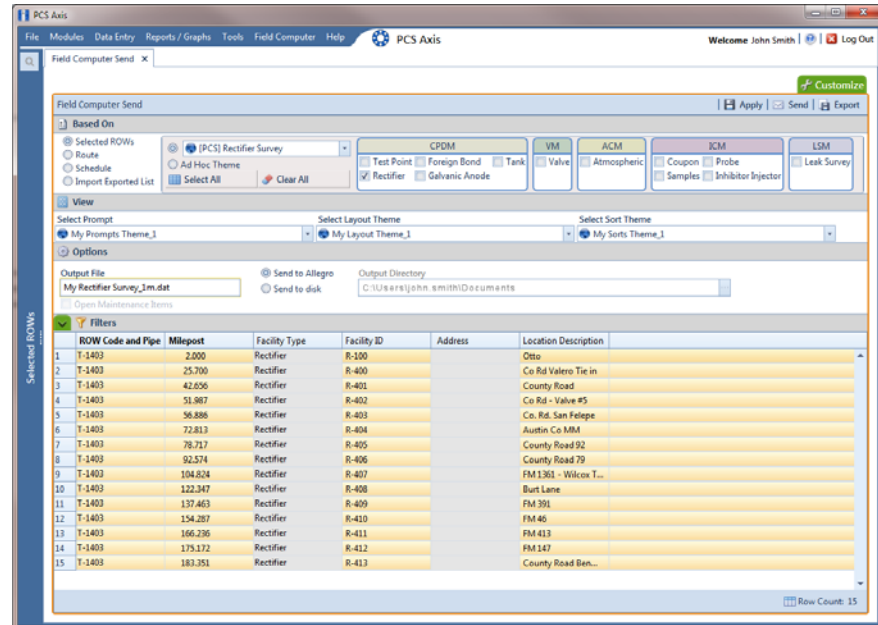 PCS Axis
File Modules Data Entry Reports / Graphs Tools Field Computer Help PCS Axis Welcome John Smith Log Out
Field Computer Send X
Customize
Field Computer Send Apply Send Export
Based On
Selected ROWs
Route
Schedule
Import Exported List
[PCS] Rectifier Survey
Ad Hoc Theme
Select All Clear All
CPDM
Test Point Foreign Bond Tank
Rectifier Galvanic Anode
VM
Valve
ACM
Atmospheric
ICM
Coupon Probe
Samples Inhibitor Injector
LSM
Leak Survey
View
Select Prompt Select Layout Theme Select Sort Theme
My Prompts Theme_1 My Layout Theme_1 My Sorts Theme_1
Options
Output File Send to Allegro Output Directory
My Rectifier Survey_1m.dat Send to disk C:\Users\john.smith\Documents
Open Maintenance Items
Filters
Selected ROWs
ROW Code and Pipe Milepost Facility Type Facility ID Address Location Description
1 T-1403 2.000 Rectifier R-100 Otto
2 T-1403 25.700 Rectifier R-400 Co Rd Valero Tie in
3 T-1403 42.656 Rectifier R-401 County Road
4 T-1403 51.987 Rectifier R-402 Co Rd - Valve #5
5 T-1403 56.886 Rectifier R-403 Co. Rd. San Felepe
6 T-1403 72.813 Rectifier R-404 Austin Co MM
7 T-1403 78.717 Rectifier R-405 County Road 92
8 T-1403 92.574 Rectifier R-406 County Road 79
9 T-1403 104.824 Rectifier R-407 FM 1361 - Wilcox T...
10 T-1403 122.347 Rectifier R-408 Burt Lane
11 T-1403 137.463 Rectifier R-409 FM 391
12 T-1403 154.287 Rectifier R-410 FM 46
13 T-1403 166.236 Rectifier R-411 FM 413
14 T-1403 175.172 Rectifier R-412 FM 147
15 T-1403 183.351 Rectifier R-413 County Road Ben...
Row Count: 15